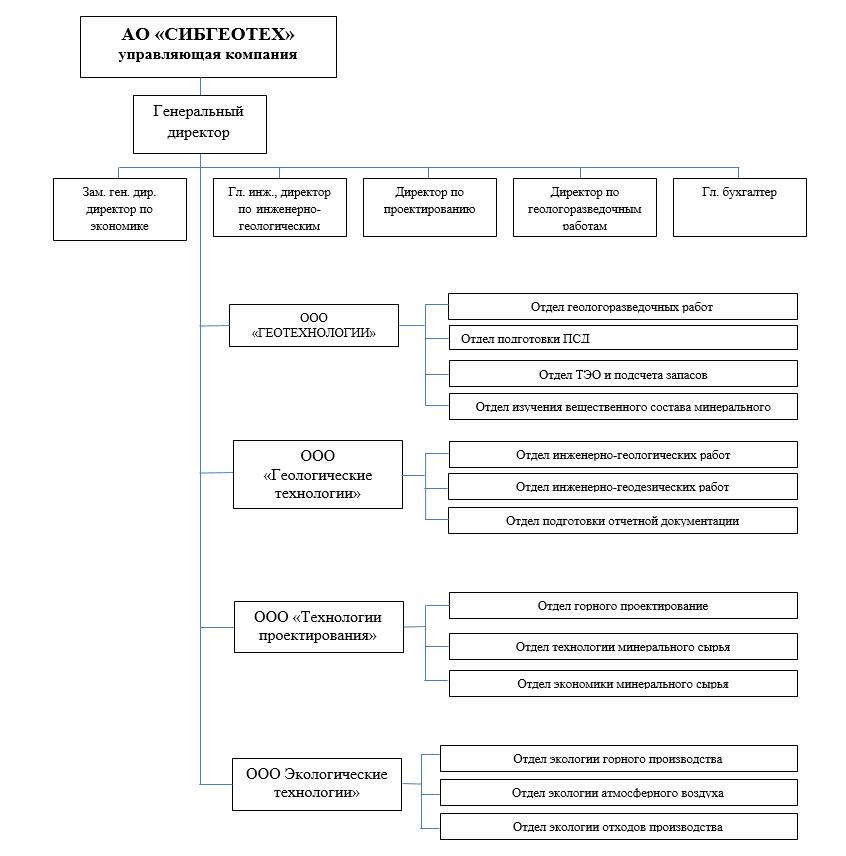 АО «СИБГЕОТЕХ»
управляющая компания
Генеральный
директор
Зам. ген. дир.
директор по
экономике
Гл. инж., директор
по инженерно-
геологическим
Директор по
проектированию
Директор по
геологоразведочным
работам
Гл. бухгалтер
ООО
«ГЕОТЕХНОЛОГИИ»
Отдел геологоразведочных работ
Отдел подготовки ПСД
Отдел ТЭО и подсчета запасов
Отдел изучения вещественного состава минерального
ООО
«Геологические
технологии»
Отдел инженерно-геологических работ
Отдел инженерно-геодезических работ
Отдел подготовки отчетной документации
ООО «Технологии
проектирования»
Отдел горного проектирование
Отдел технологии минерального сырья
Отдел экономики минерального сырья
ООО Экологические
технологии»
Отдел экологии горного производства
Отдел экологии атмосферного воздуха
Отдел экологии отходов производства